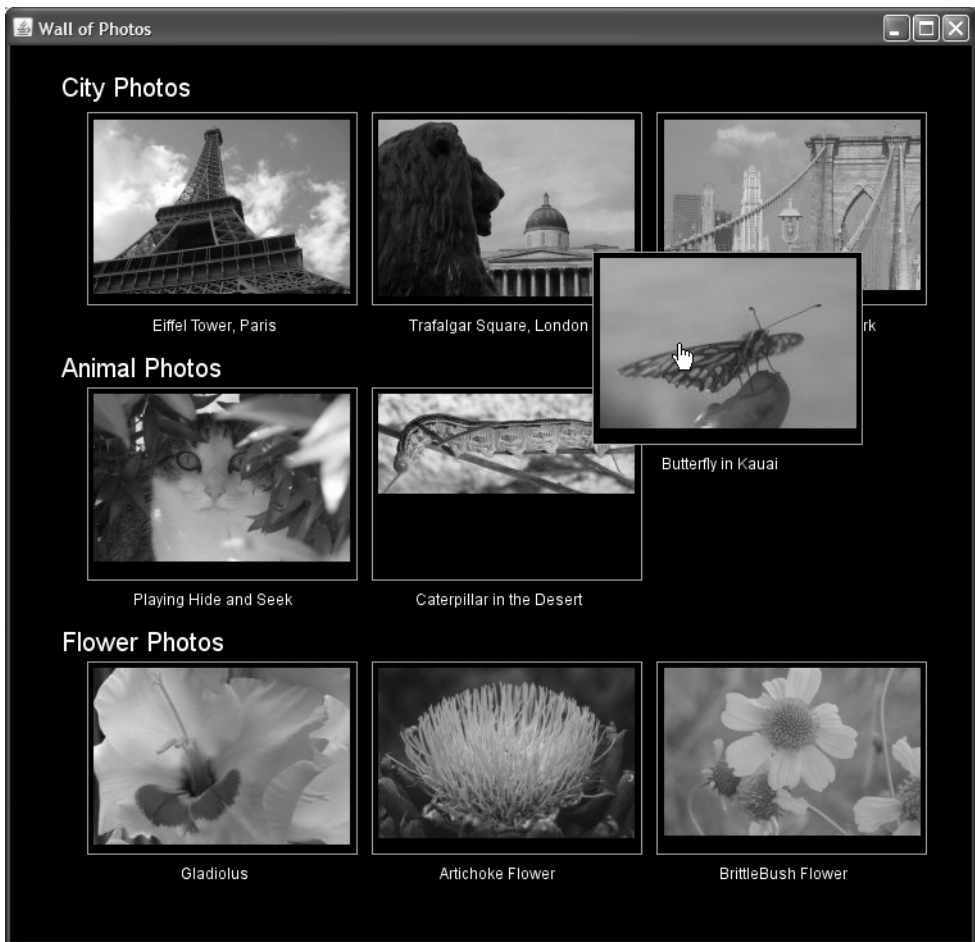 Wall of Photos
City Photos
Eiffel Tower, Paris
Trafalgar Square, London
rk
Animal Photos
Butterfly in Kauai
Playing Hide and Seek
Caterpillar in the Desert
Flower Photos
Gladiolus
Artichoke Flower
BrittleBush Flower